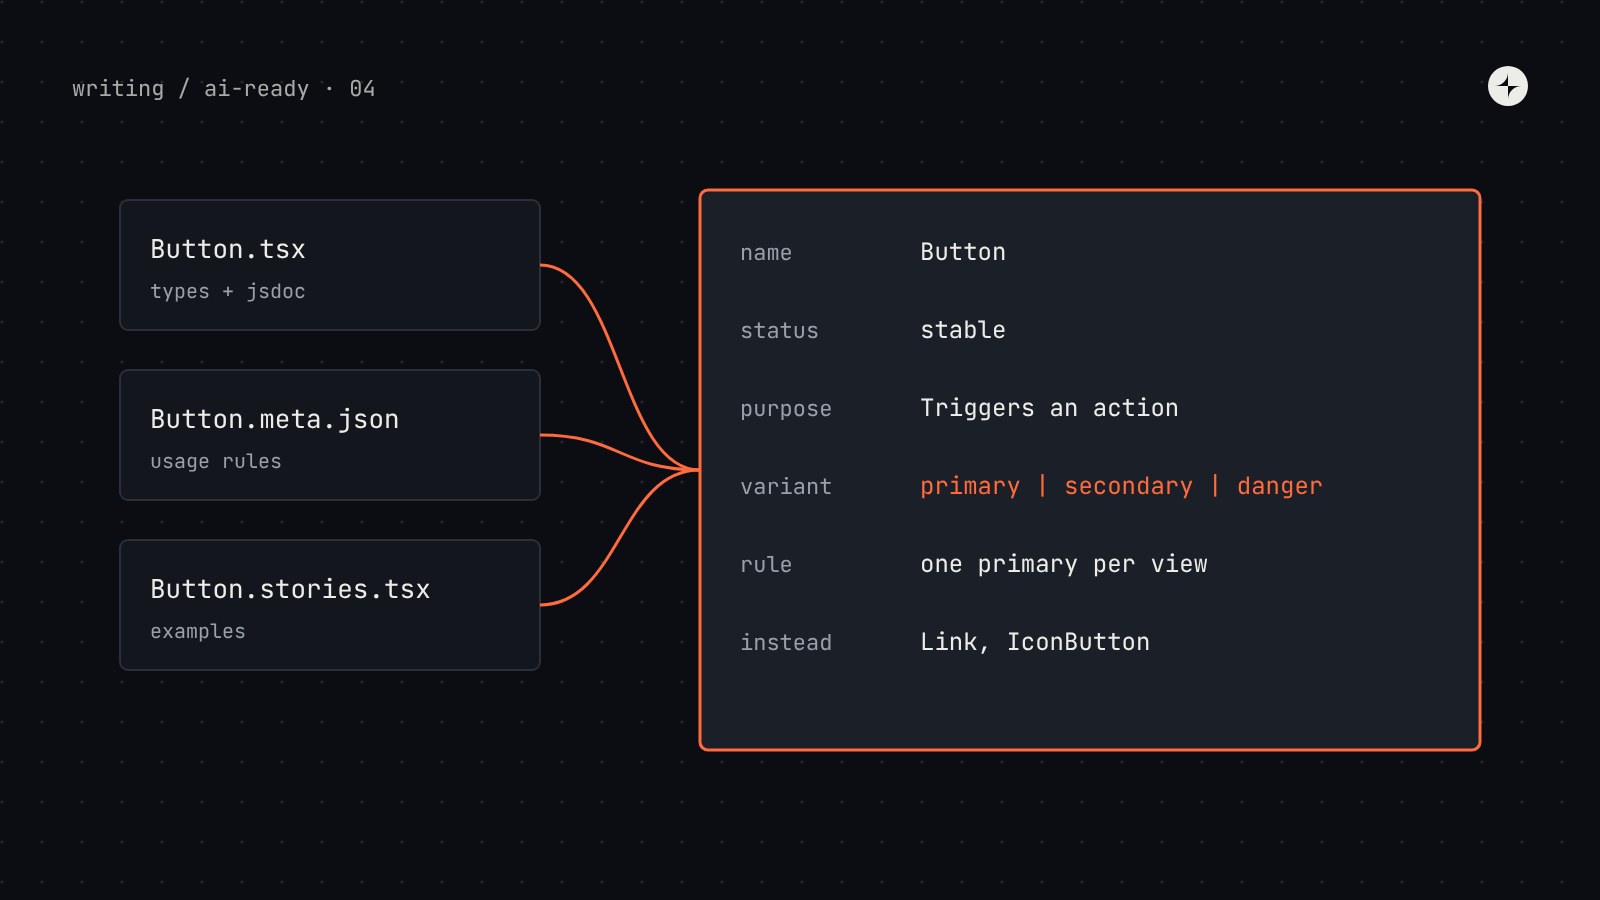 writing / ai-ready · 04
Button.tsx
types + jsdoc
Button.meta.json
usage rules
Button.stories.tsx
examples
name Button
status stable
purpose Triggers an action
variant primary | secondary | danger
rule one primary per view
instead Link, IconButton